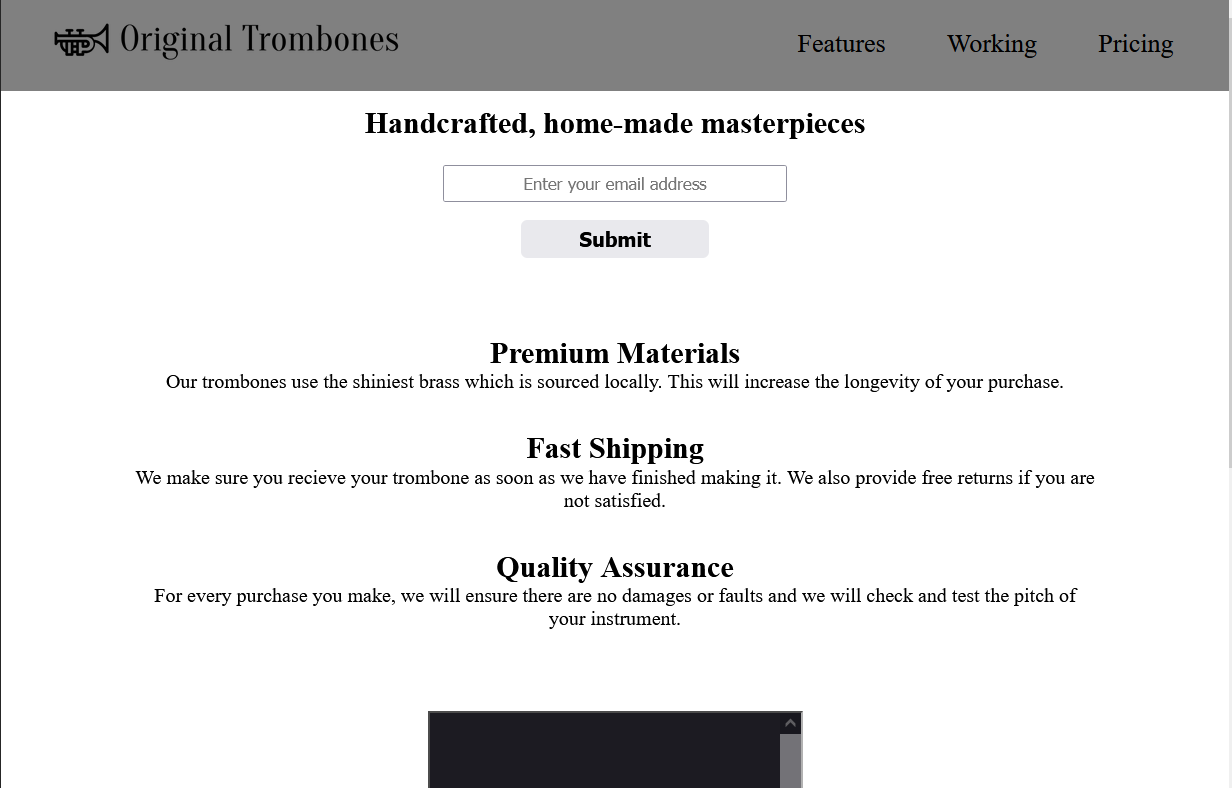 Original Trombones
Features
Working
Pricing
Handcrafted, home-made masterpieces
Enter your email address
Submit
Premium Materials
Our trombones use the shiniest brass which is sourced locally. This will increase the longevity of your purchase.
Fast Shipping
We make sure you recieve your trombone as soon as we have finished making it. We also provide free returns if you are
not satisfied.
Quality Assurance
For every purchase you make, we will ensure there are no damages or faults and we will check and test the pitch of
your instrument.